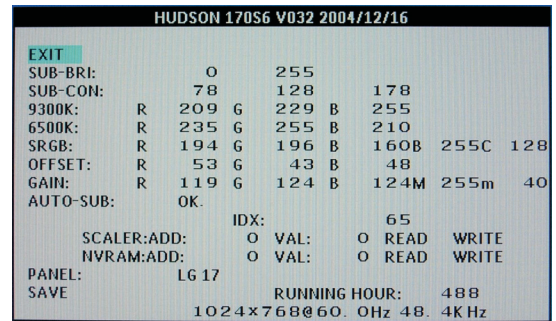 HUDSON 170S6 V032 2004/12/16
EXIT
SUB-BRI: 0 255
SUB-CON: 78 128 178
9300K: R 209 G 229 B 255
6500K: R 235 G 255 B 210
SRGB: R 194 G 196 B 160B 255C 128
OFFSET: R 53 G 43 B 48
GAIN: R 119 G 124 B 124M 255m 40
AUTO-SUB: OK.
IDX: 65
SCALER:ADD: 0 VAL: 0 READ WRITE
NVRAM:ADD: 0 VAL: 0 READ WRITE
PANEL: LG 17
SAVE RUNNING HOUR: 488
1024X768@60. 0Hz 48. 4KHz